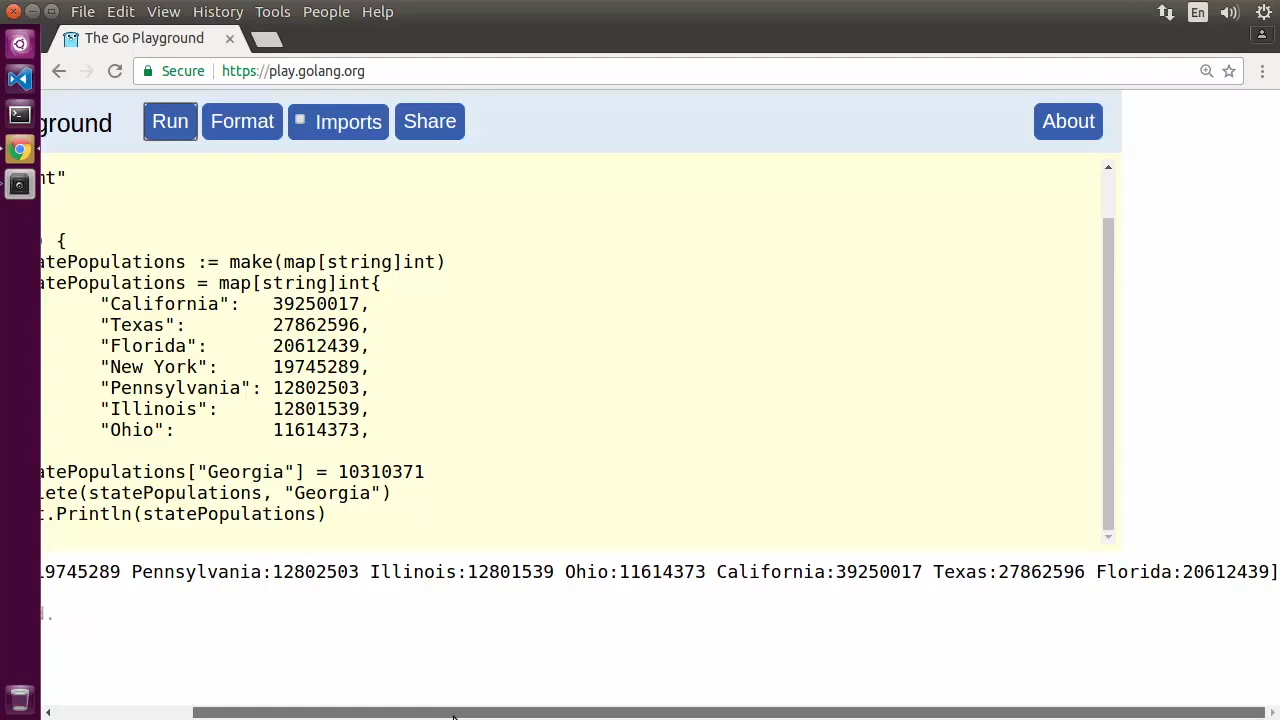 File Edit View History Tools People Help
En
The Go Playground
Secure https://play.golang.org
ground Run Format Imports Share About
nt"
) {
atePopulations := make(map[string]int)
atePopulations = map[string]int{
"California": 39250017,
"Texas": 27862596,
"Florida": 20612439,
"New York": 19745289,
"Pennsylvania": 12802503,
"Illinois": 12801539,
"Ohio": 11614373,
atePopulations["Georgia"] = 10310371
lete(statePopulations, "Georgia")
t.Println(statePopulations)
19745289 Pennsylvania:12802503 Illinois:12801539 Ohio:11614373 California:39250017 Texas:27862596 Florida:20612439]
d.